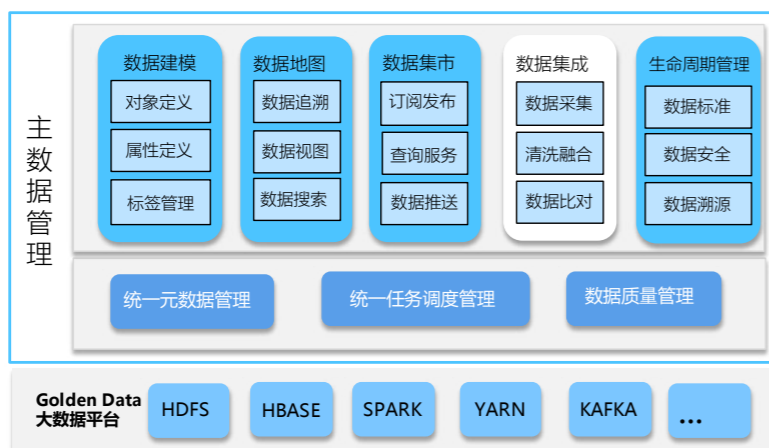 主数据管理
数据建模
对象定义
属性定义
标签管理
数据地图
数据追溯
数据视图
数据搜索
数据集市
订阅发布
查询服务
数据推送
数据集成
数据采集
清洗融合
数据比对
生命周期管理
数据标准
数据安全
数据溯源
统一元数据管理
统一任务调度管理
数据质量管理
Golden Data
大数据平台
HDFS
HBASE
SPARK
YARN
KAFKA
...